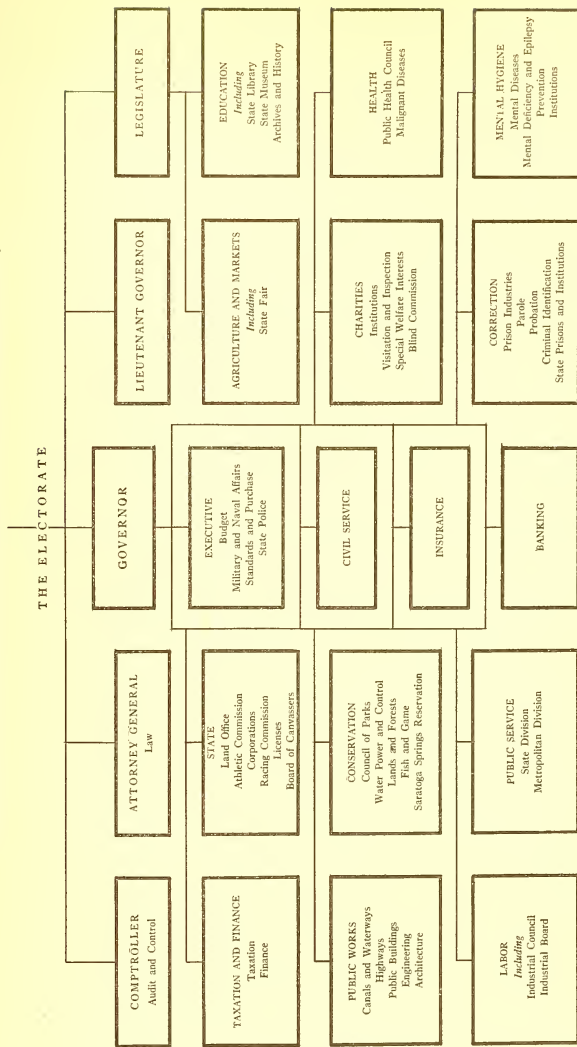 THE ELECTORATE
COMPTROLLER
Audit and Control
ATTORNEY GENERAL
Law
GOVERNOR
LIEUTENANT GOVERNOR
LEGISLATURE
TAXATION AND FINANCE
Taxation
Finance
STATE
Land Office
Athletic Commission
Corporations
Racing Commission
Licenses
Board of Canvassers
EXECUTIVE
Budget
Military and Naval Affairs
Standards and Purchase
State Police
AGRICULTURE AND MARKETS
Including
State Fair
EDUCATION
Including
State Library
State Museum
Archives and History
PUBLIC WORKS
Canals and Waterways
Highways
Public Buildings
Engineering
Architecture
CONSERVATION
Council of Parks
Water Power and Control
Lands and Forests
Fish and Game
Saratoga Springs Reservation
CIVIL SERVICE
INSURANCE
CHARITIES
Institutions
Visitation and Inspection
Special Welfare Interests
Blind Commission
HEALTH
Public Health Council
Malignant Diseases
LABOR
Including
Industrial Council
Industrial Board
PUBLIC SERVICE
State Division
Metropolitan Division
BANKING
CORRECTION
Prison Industries
Parole
Probation
Criminal Identification
State Prisons and Institutions
MENTAL HYGIENE
Mental Diseases
Mental Deficiency and Epilepsy
Prevention
Institutions